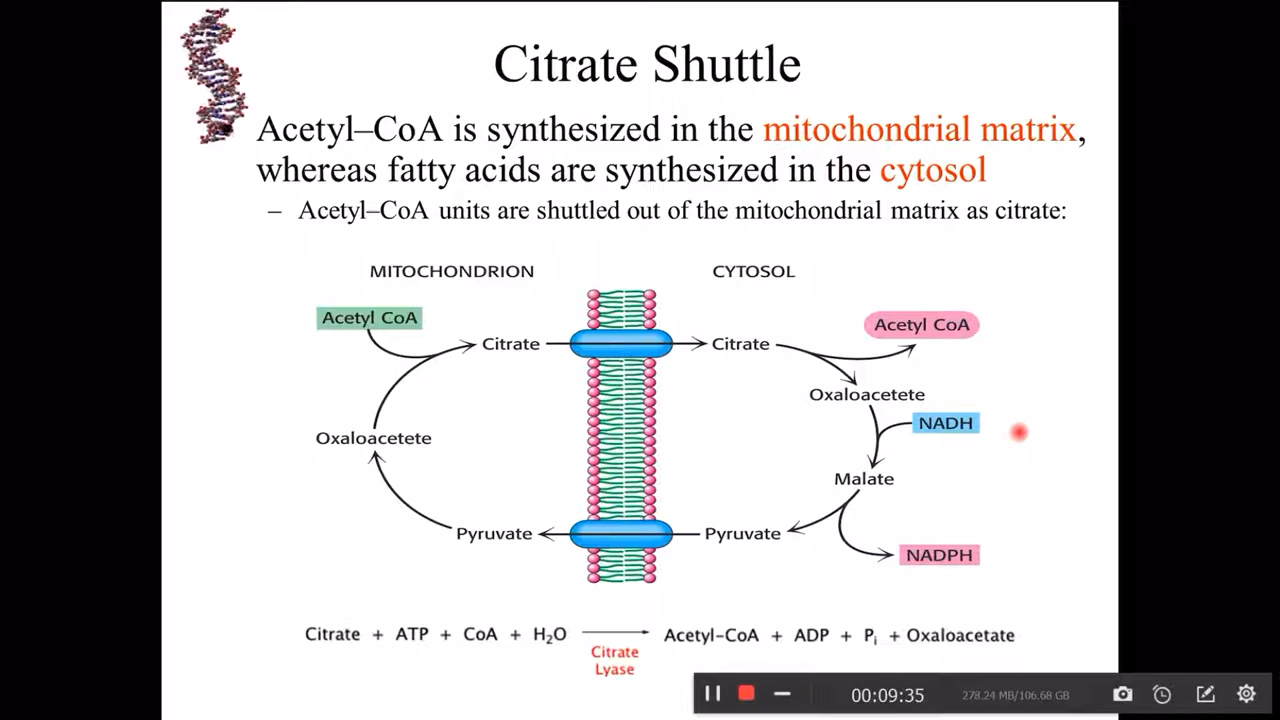 Citrate Shuttle
Acetyl–CoA is synthesized in the mitochondrial matrix,
whereas fatty acids are synthesized in the cytosol
– Acetyl–CoA units are shuttled out of the mitochondrial matrix as citrate:
MITOCHONDRION CYTOSOL
Acetyl CoA Acetyl CoA
Citrate Citrate
Oxaloacetete
NADH
Oxaloacetete
Malate
Pyruvate Pyruvate
NADPH
Citrate + ATP + CoA + H₂O ⟶ Acetyl-CoA + ADP + Pᵢ + Oxaloacetate
Citrate
Lyase
00:09:35 278.24 MB/106.68 GB